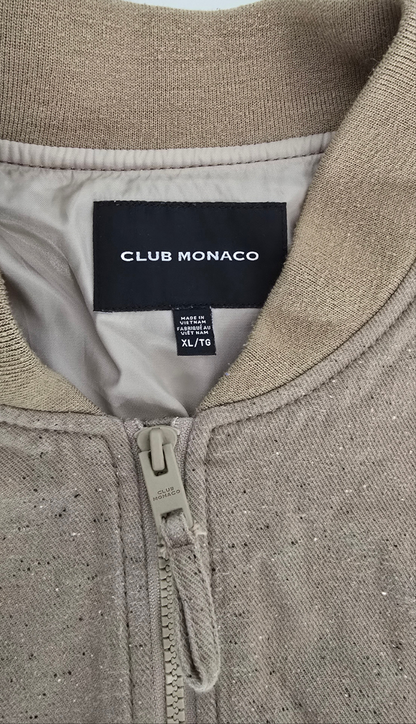 CLUB MONACO
MADE IN
VIETNAM
FABRIQUÉ AU
VIÊT NAM
XL/TG
CLUB
MONACO